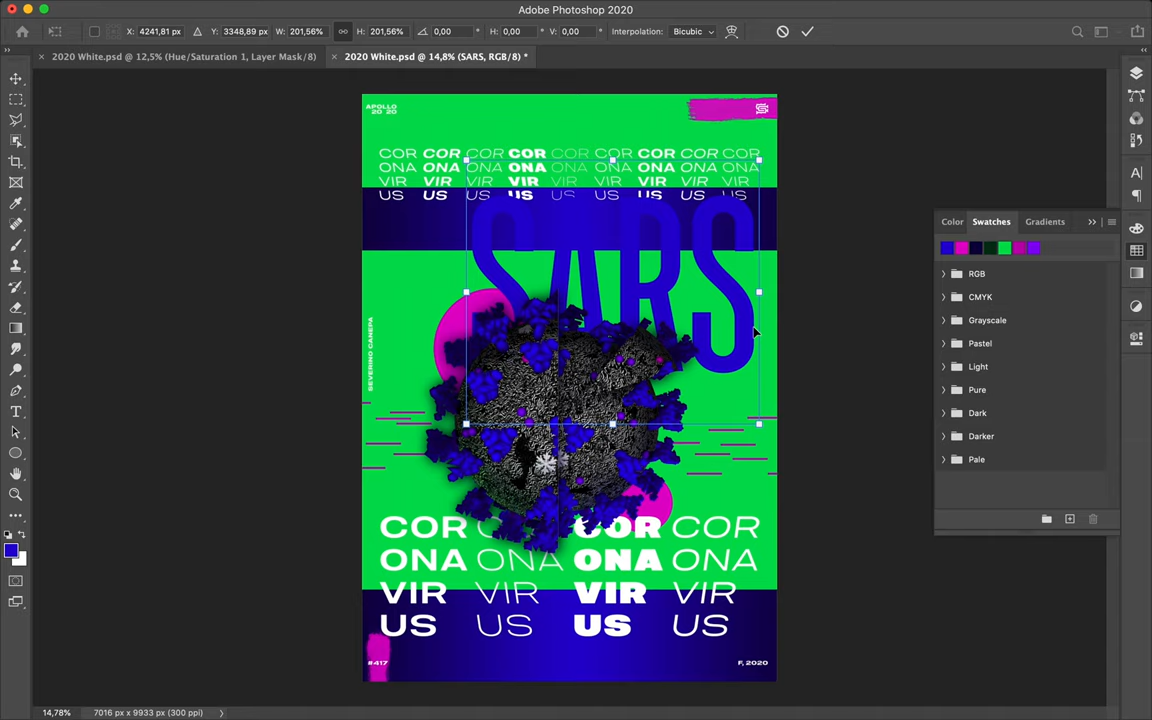 Adobe Photoshop 2020
X: 4241,81 px Y: 3348,89 px W: 201,56% H: 201,56% 0,00 ° H: 0,00 ° V: 0,00 ° Interpolation: Bicubic
2020 White.psd @ 12,5% (Hue/Saturation 1, Layer Mask/8)
2020 White.psd @ 14,8% (SARS, RGB/8) *
APOLLO
20 20
COR COR COR COR COR COR COR COR COR
ONA ONA ONA ONA ONA ONA ONA ONA ONA
VIR VIR VIR VIR VIR VIR VIR VIR VIR
US US US US US US US US US
SARS
SEVERINO CANEPA
COR COR COR COR
ONA ONA ONA ONA
VIR VIR VIR VIR
US US US US
#417
F, 2020
Color Swatches Gradients
RGB
CMYK
Grayscale
Pastel
Light
Pure
Dark
Darker
Pale
14,78% 7016 px x 9933 px (300 ppi)